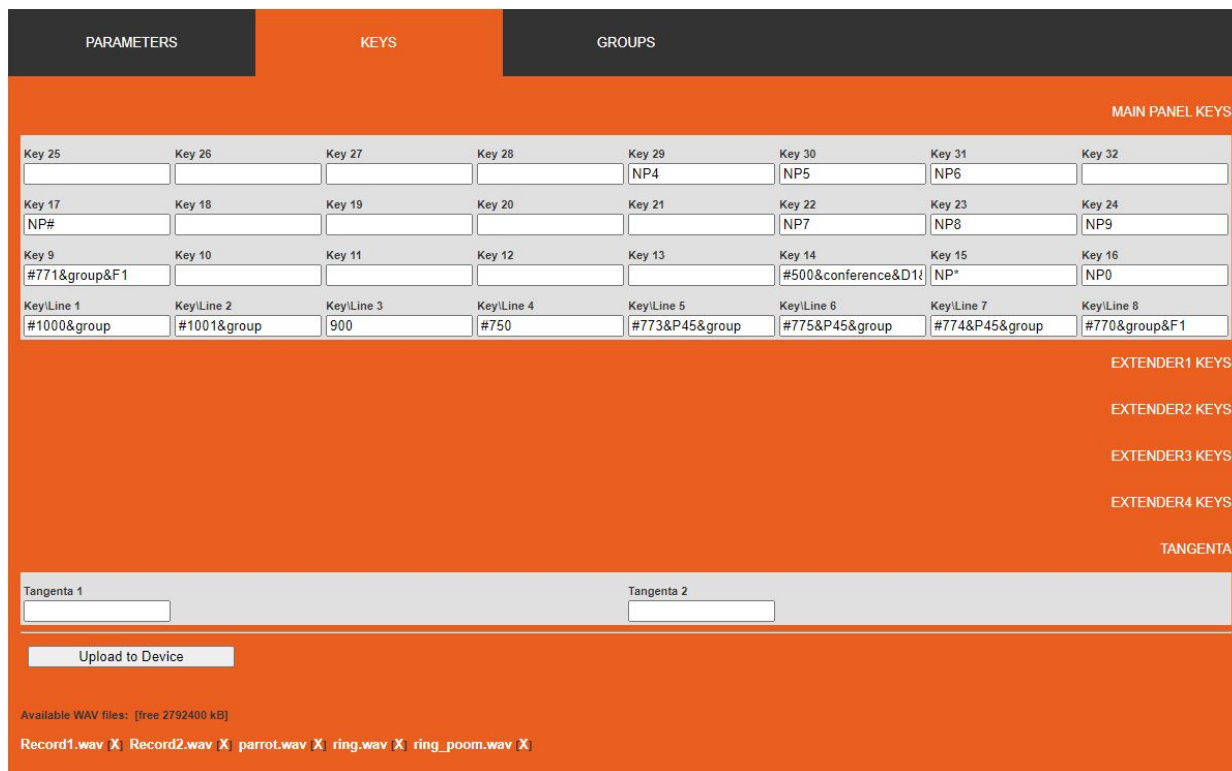 PARAMETERS KEYS GROUPS
MAIN PANEL KEYS
Key 25 Key 26 Key 27 Key 28 Key 29 Key 30 Key 31 Key 32
NP4 NP5 NP6
Key 17 Key 18 Key 19 Key 20 Key 21 Key 22 Key 23 Key 24
NP# NP7 NP8 NP9
Key 9 Key 10 Key 11 Key 12 Key 13 Key 14 Key 15 Key 16
#771&group&F1 #500&conference&D1& NP* NP0
Key\Line 1 Key\Line 2 Key\Line 3 Key\Line 4 Key\Line 5 Key\Line 6 Key\Line 7 Key\Line 8
#1000&group #1001&group 900 #750 #773&P45&group #775&P45&group #774&P45&group #770&group&F1
EXTENDER1 KEYS
EXTENDER2 KEYS
EXTENDER3 KEYS
EXTENDER4 KEYS
TANGENTA
Tangenta 1 Tangenta 2
Upload to Device
Available WAV files: [free 2792400 kB]
Record1.wav [X] Record2.wav [X] parrot.wav [X] ring.wav [X] ring_poom.wav [X]